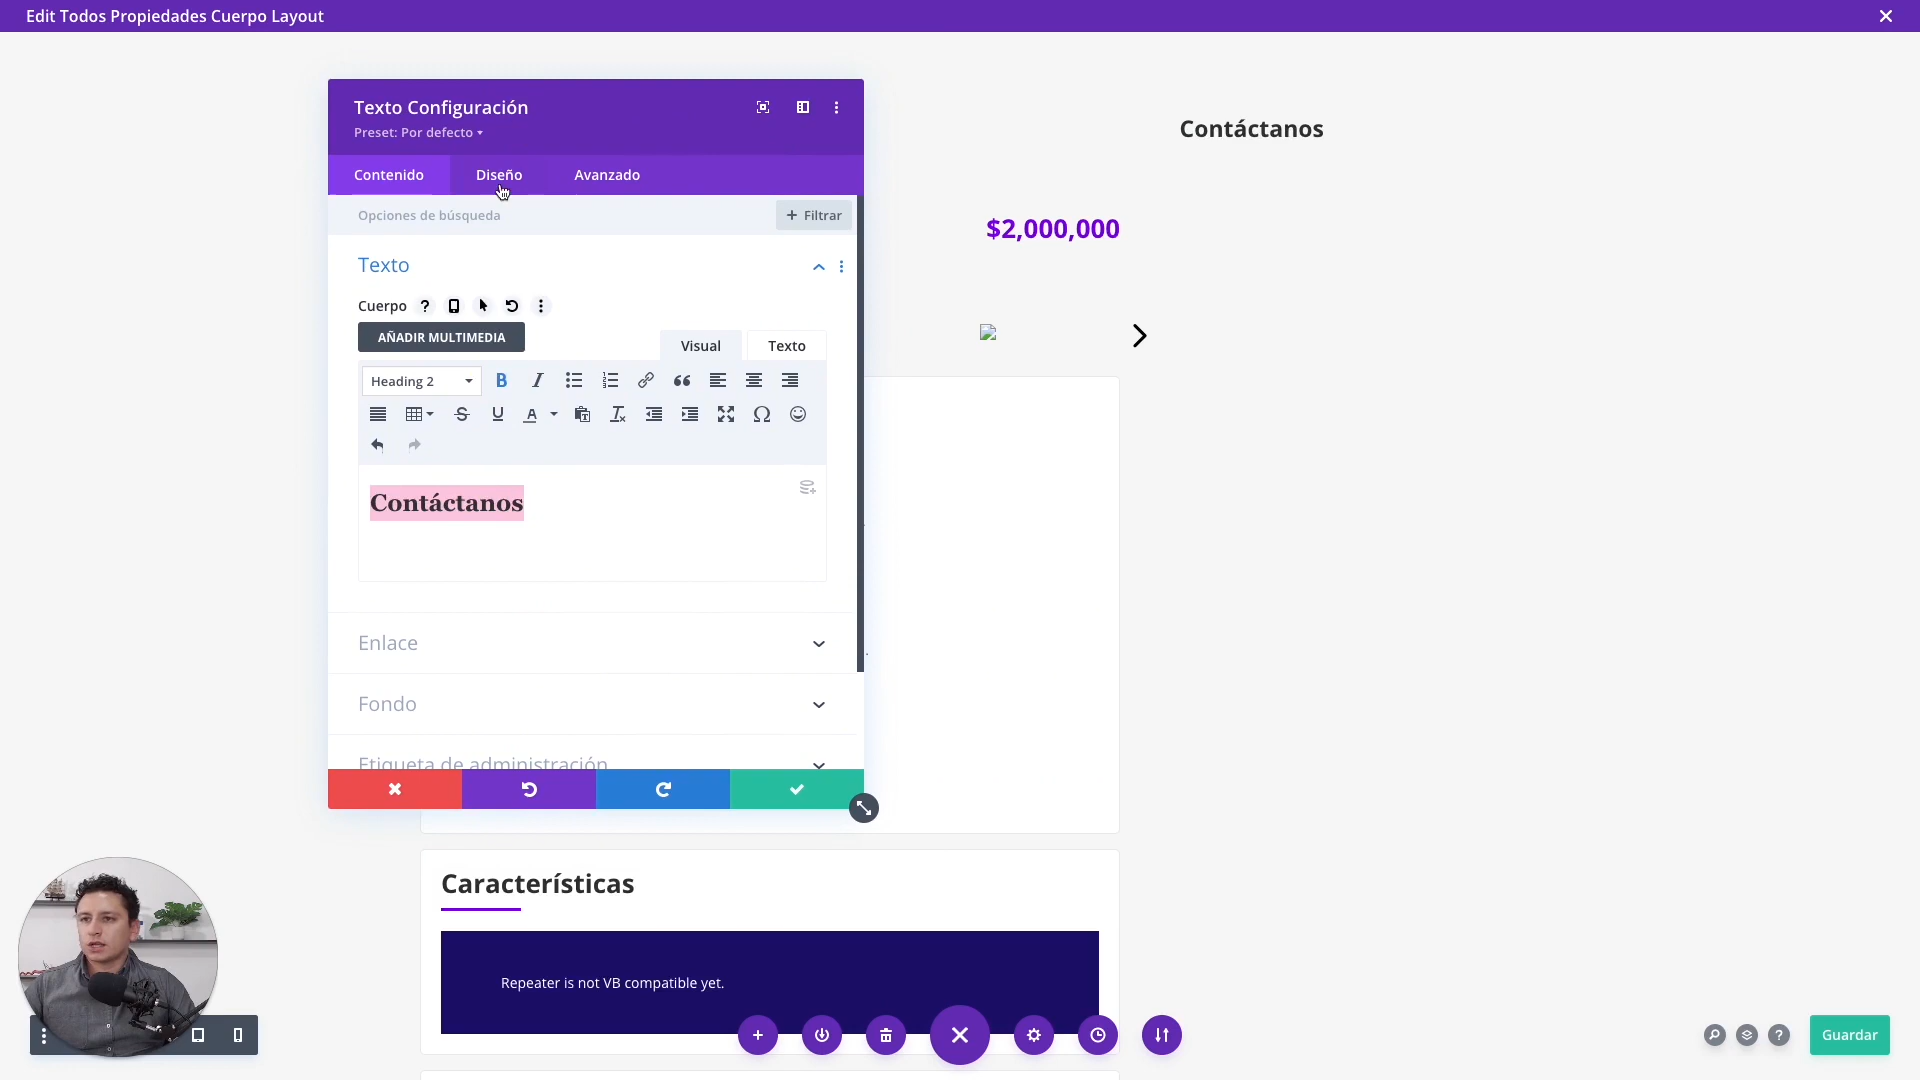 Edit Todos Propiedades Cuerpo Layout
Texto Configuración
Preset: Por defecto
Contenido
Diseño
Avanzado
Opciones de búsqueda
+ Filtrar
Texto
Cuerpo
AÑADIR MULTIMEDIA
Visual
Texto
Heading 2
Contáctanos
Enlace
Fondo
Etiqueta de administración
Contáctanos
$2,000,000
Características
Repeater is not VB compatible yet.
Guardar